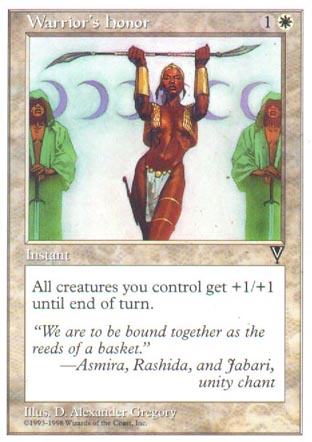 Warrior's Honor 1
Instant
All creatures you control get +1/+1
until end of turn.
“We are to be bound together as the
reeds of a basket.”
—Asmira, Rashida, and Jabari,
unity chant
Illus. D. Alexander Gregory
©1993-1998 Wizards of the Coast, Inc.